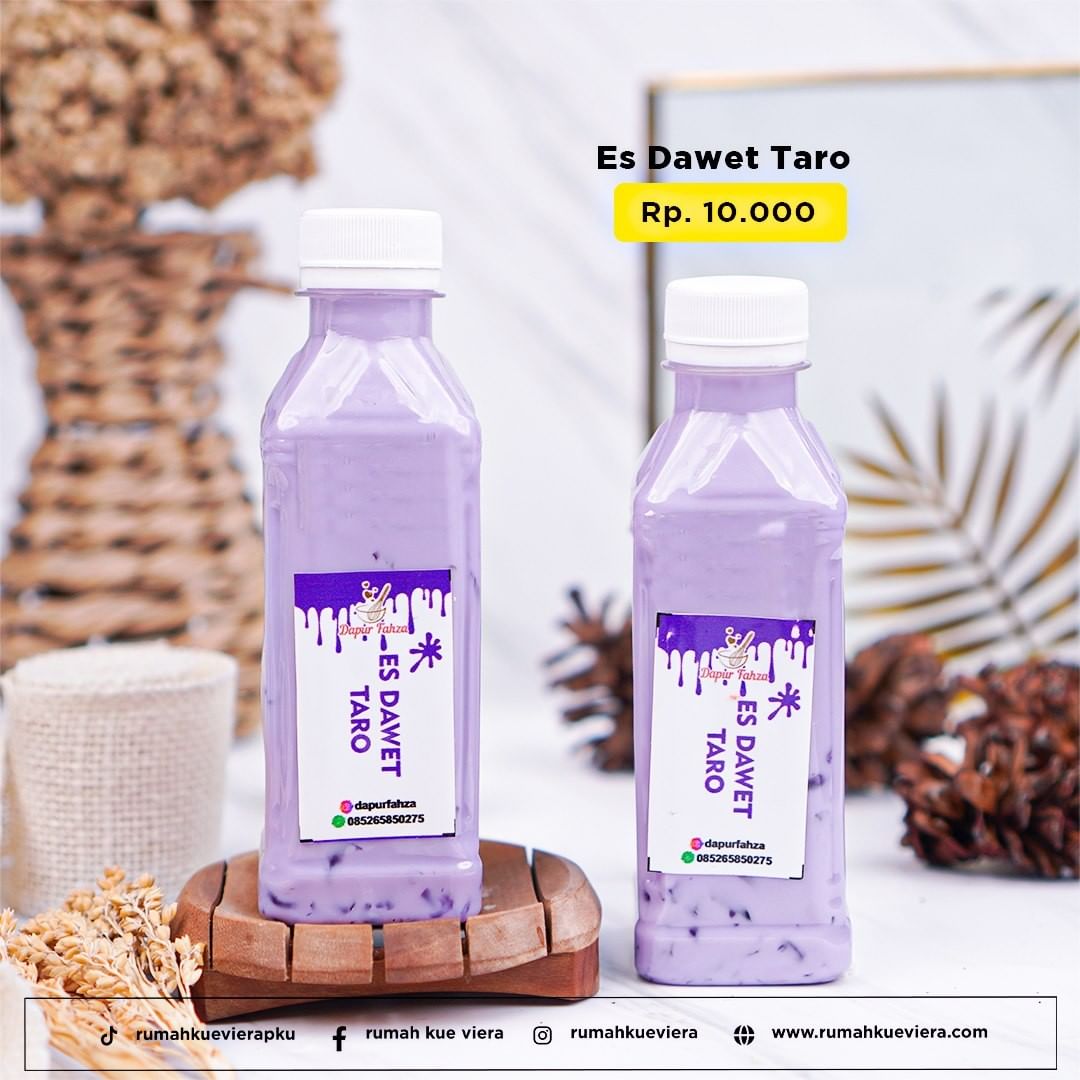 Es Dawet Taro
Rp. 10.000
Dapur Fahza
ES DAWET
TARO
dapurfahza
085265850275
Dapur Fahza
ES DAWET
TARO
dapurfahza
085265850275
rumahkuevierapku
rumah kue viera
rumahkueviera
www.rumahkueviera.com